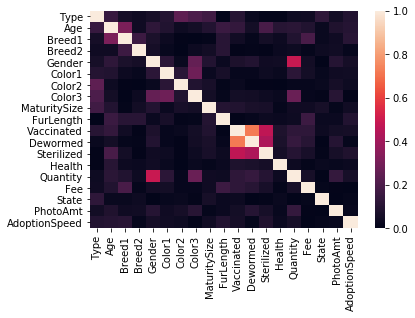 Type
Age
Breed1
Breed2
Gender
Color1
Color2
Color3
MaturitySize
FurLength
Vaccinated
Dewormed
Sterilized
Health
Quantity
Fee
State
PhotoAmt
AdoptionSpeed
Type
Age
Breed1
Breed2
Gender
Color1
Color2
Color3
MaturitySize
FurLength
Vaccinated
Dewormed
Sterilized
Health
Quantity
Fee
State
PhotoAmt
AdoptionSpeed
1.0
0.8
0.6
0.4
0.2
0.0